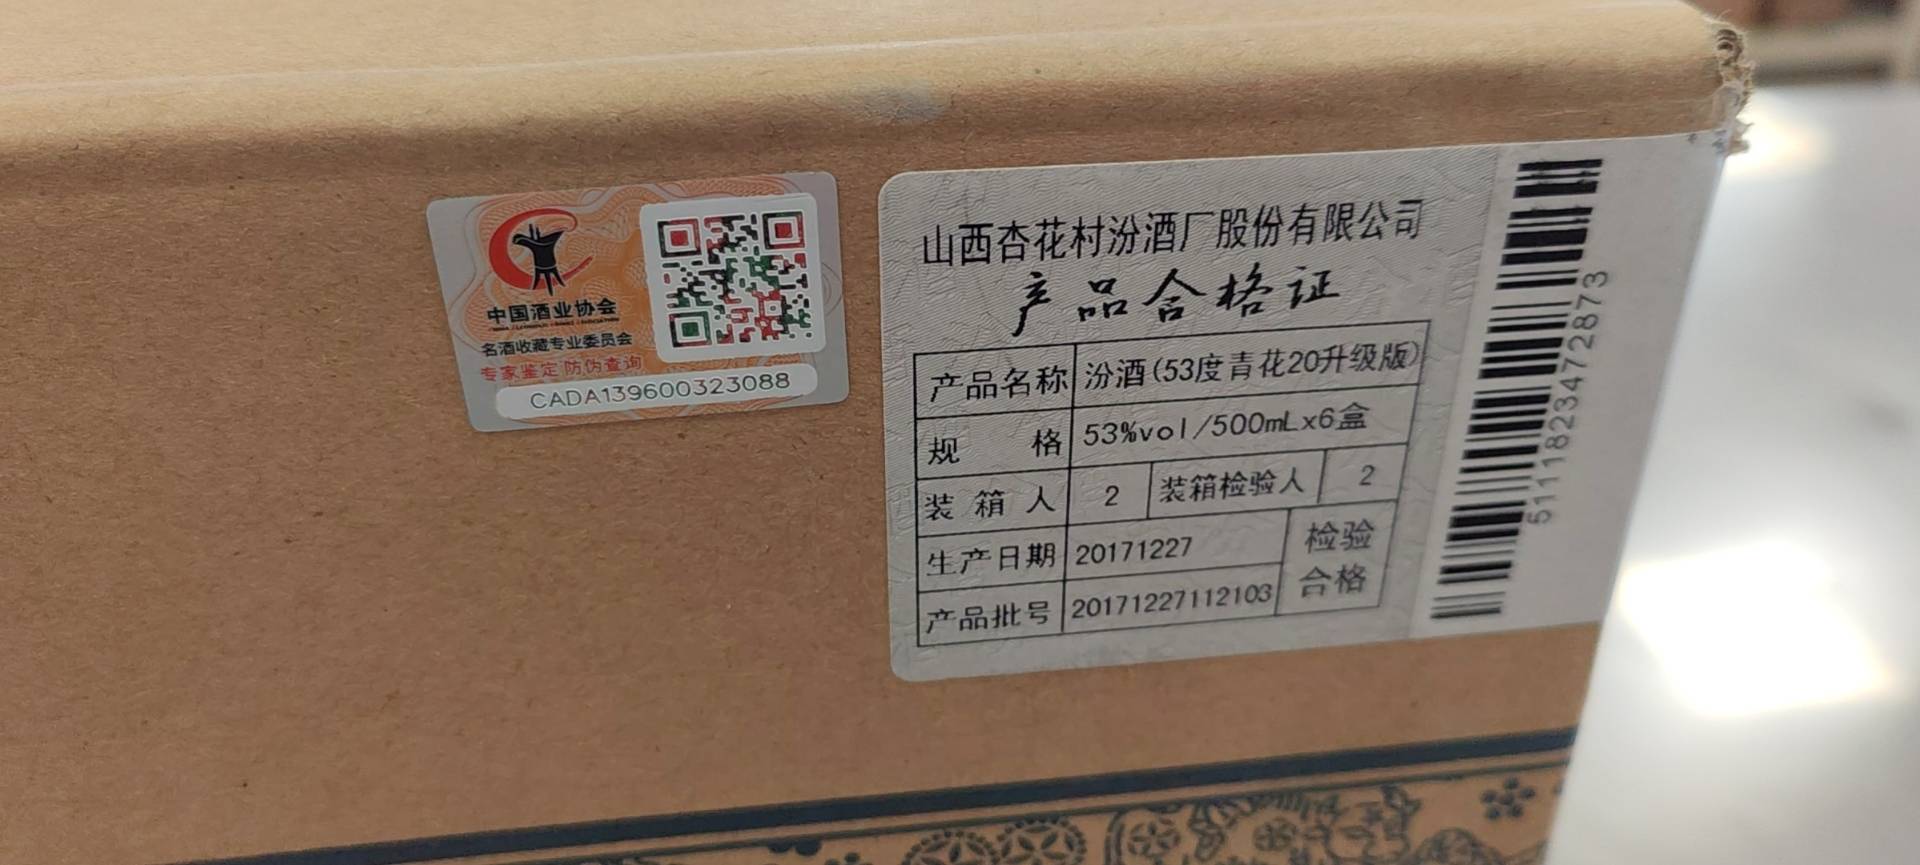 中国酒业协会
名酒收藏专业委员会
专家鉴定 防伪查询
CADA139600323088
山西杏花村汾酒厂股份有限公司
产品合格证
产品名称 汾酒(53度青花20升级版)
规 格 53%vol/500mLx6盒
装 箱 人 2 装箱检验人 2
生产日期 20171227 检验
产品批号 20171227112103 合格
5111823472873